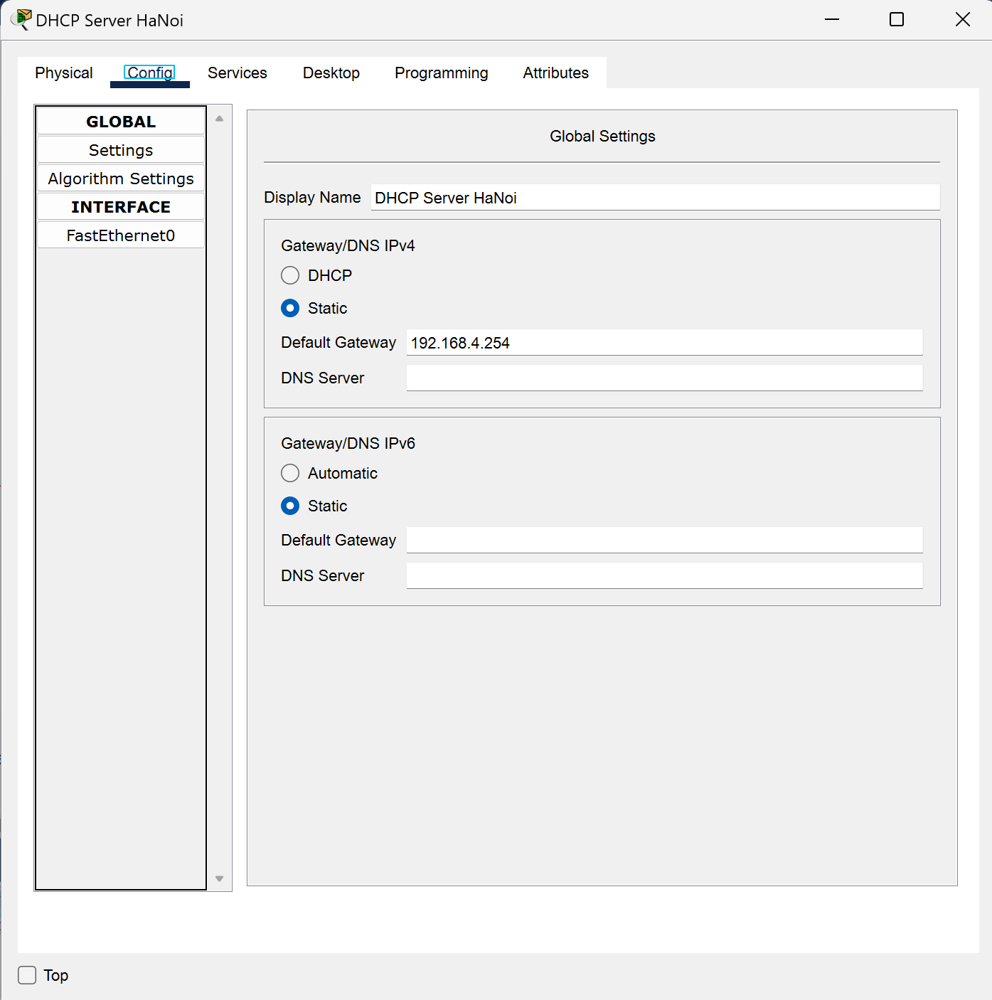 DHCP Server HaNoi
Physical Config Services Desktop Programming Attributes
GLOBAL
Settings
Algorithm Settings
INTERFACE
FastEthernet0
Global Settings
Display Name DHCP Server HaNoi
Gateway/DNS IPv4
DHCP
Static
Default Gateway 192.168.4.254
DNS Server
Gateway/DNS IPv6
Automatic
Static
Default Gateway
DNS Server
Top